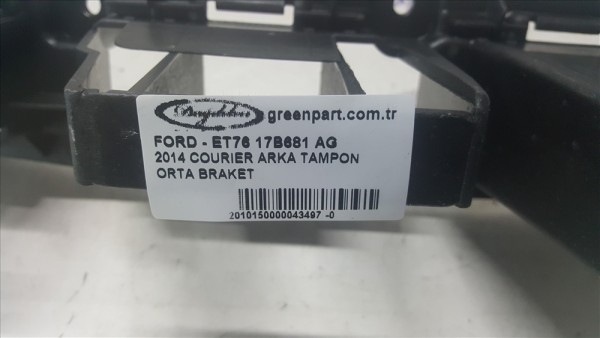 greenpart.com.tr
FORD - ET76 17B681 AG
2014 COURIER ARKA TAMPON
ORTA BRAKET
2010150000043497 -0